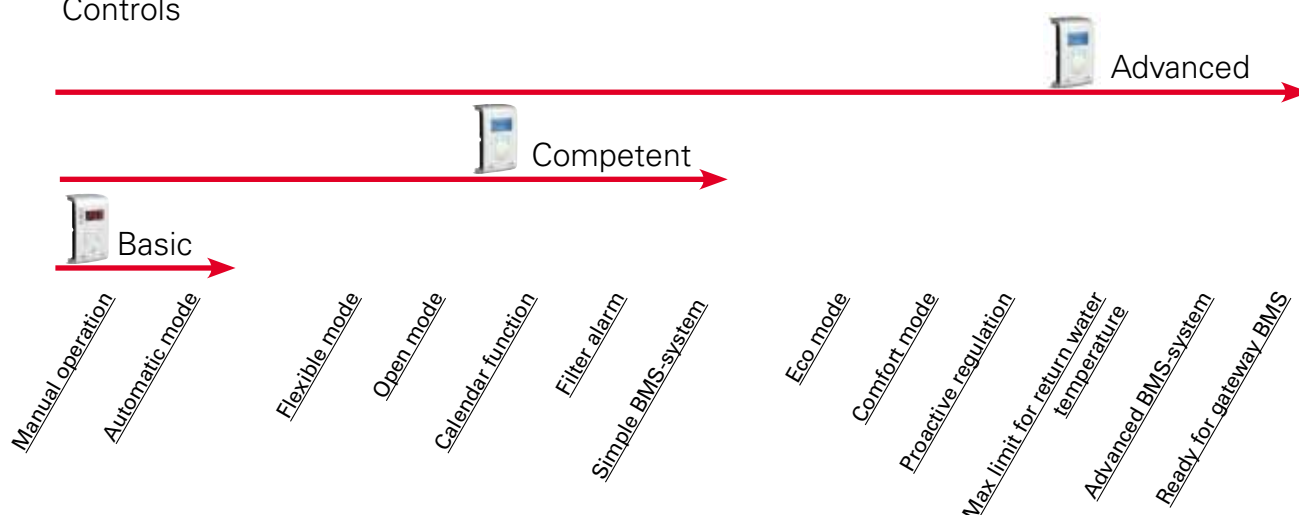 Controls
Advanced
Competent
Basic
Manual operation
Automatic mode
Flexible mode
Open mode
Calendar function
Filter alarm
Simple BMS-system
Eco mode
Comfort mode
Proactive regulation
Max limit for return water
temperature
Advanced BMS-system
Ready for gateway BMS